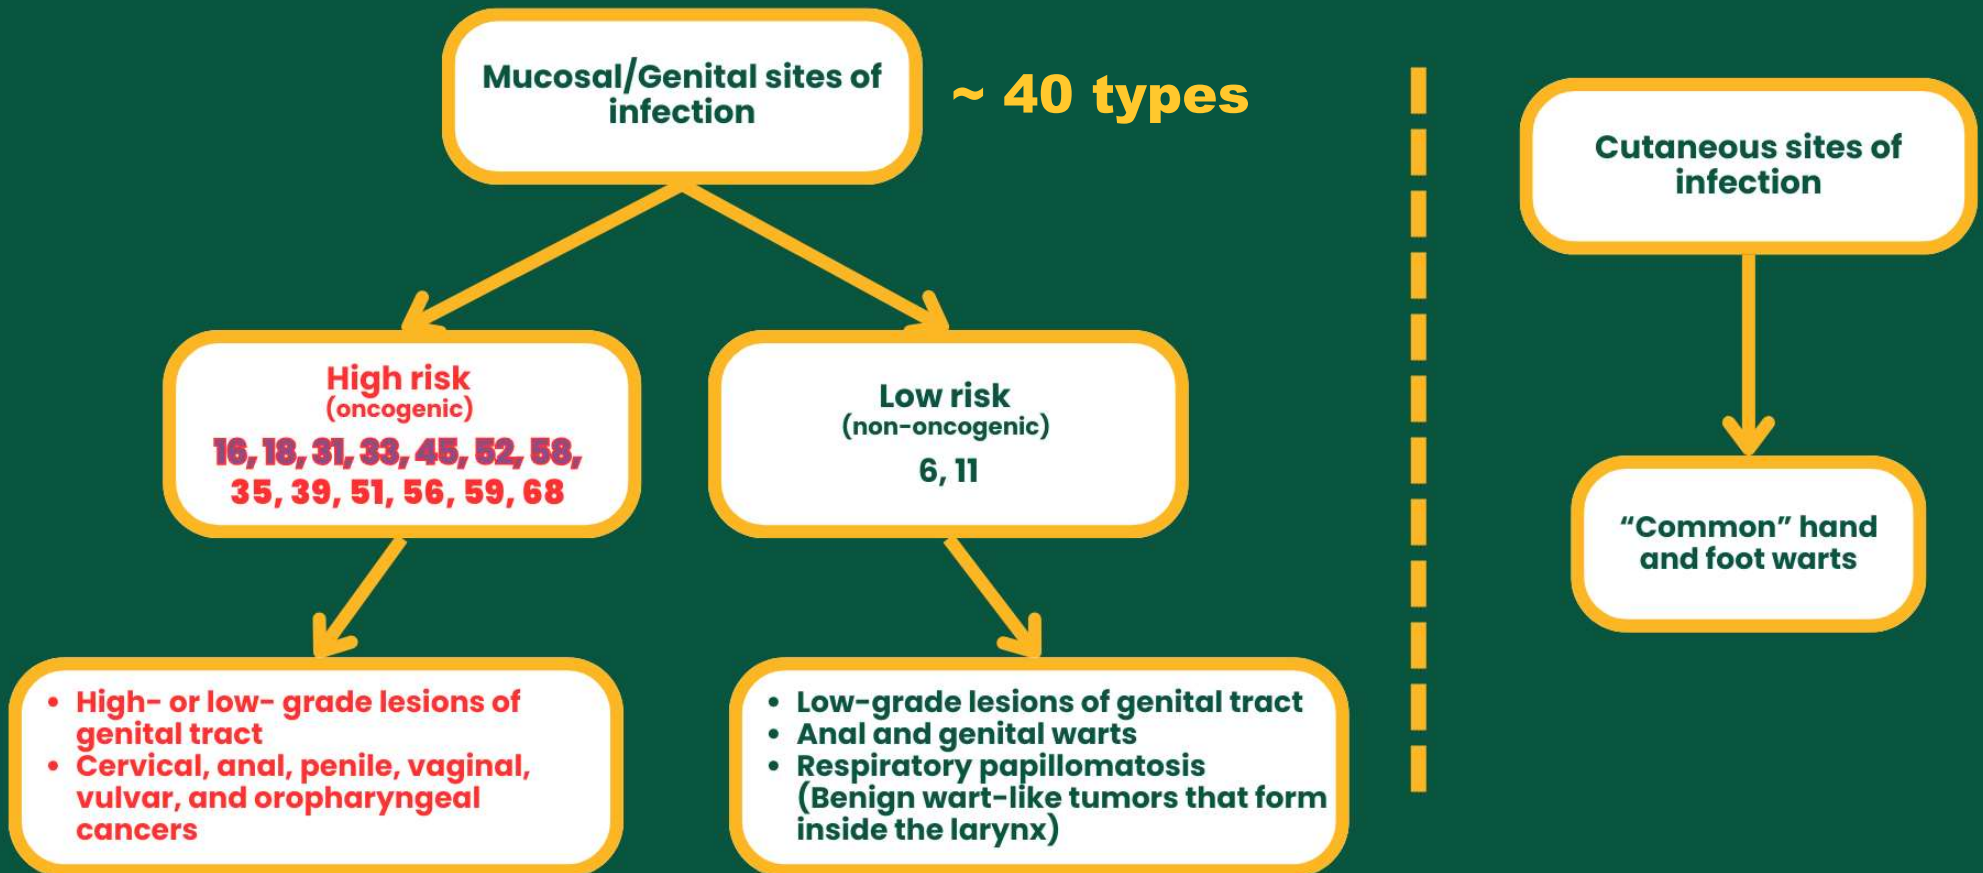 Mucosal/Genital sites of
infection
~ 40 types
High risk
(oncogenic)
16, 18, 31, 33, 45, 52, 58,
35, 39, 51, 56, 59, 68
Low risk
(non-oncogenic)
6, 11
• High- or low- grade lesions of
genital tract
• Cervical, anal, penile, vaginal,
vulvar, and oropharyngeal
cancers
• Low-grade lesions of genital tract
• Anal and genital warts
• Respiratory papillomatosis
(Benign wart-like tumors that form
inside the larynx)
Cutaneous sites of
infection
“Common” hand
and foot warts